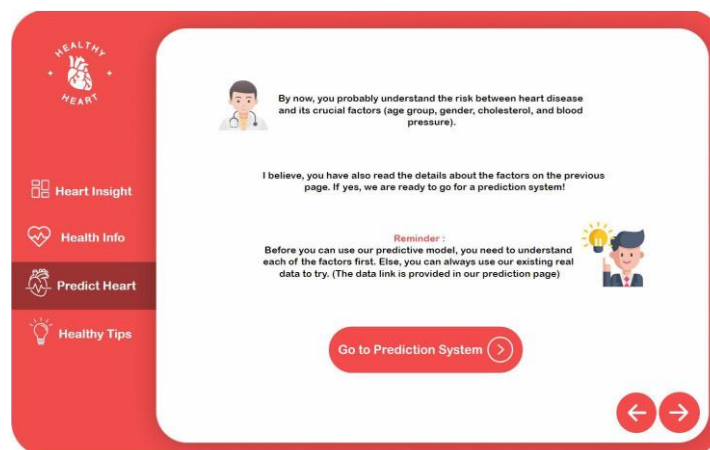 HEALTHY
HEART
Heart Insight
Health Info
Predict Heart
Healthy Tips
By now, you probably understand the risk between heart disease
and its crucial factors (age group, gender, cholesterol, and blood
pressure).
I believe, you have also read the details about the factors on the previous
page. If yes, we are ready to go for a prediction system!
Reminder :
Before you can use our predictive model, you need to understand
each of the factors first. Else, you can always use our existing real
data to try. (The data link is provided in our prediction page)
Go to Prediction System